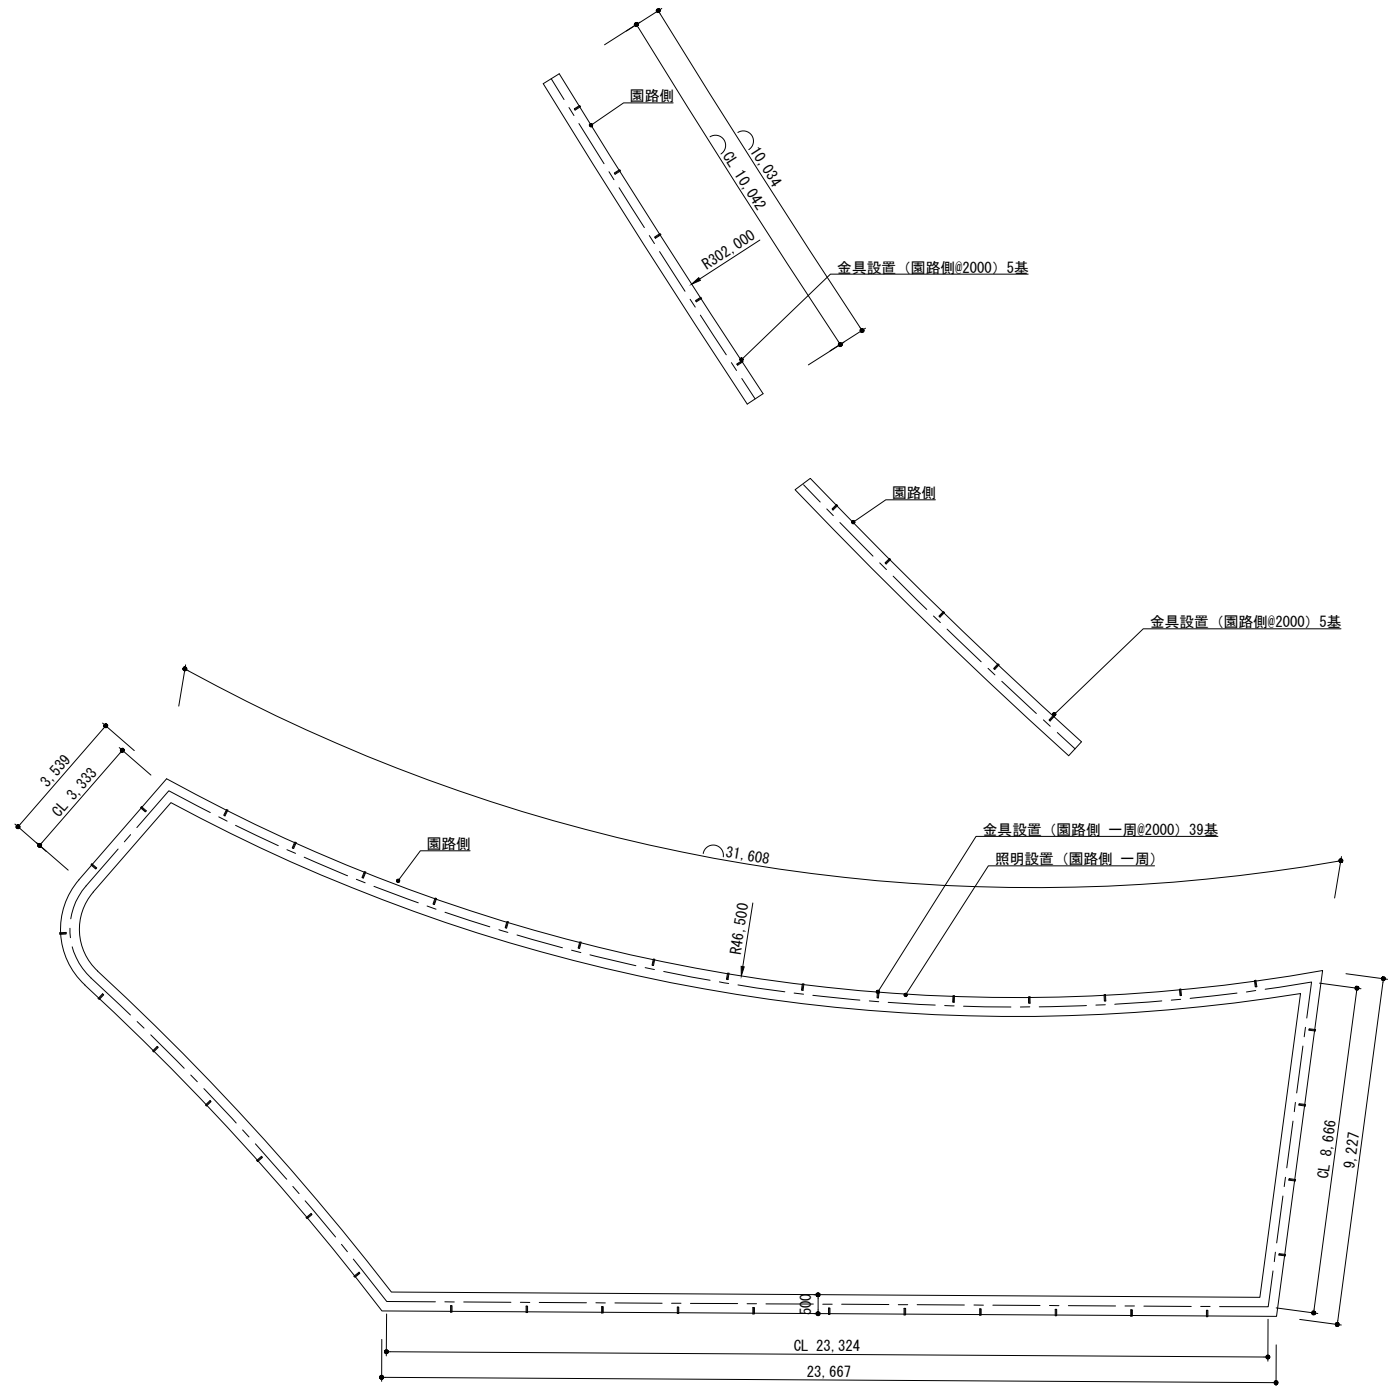 園路側
10,034
CL 10,042
R302,000
金具設置（園路側@2000）5基
園路側
金具設置（園路側@2000）5基
3,539
CL 3,333
園路側
31,608
金具設置（園路側 一周@2000）39基
照明設置（園路側 一周）
R46,500
CL 8,666
9,227
500
CL 23,324
23,667